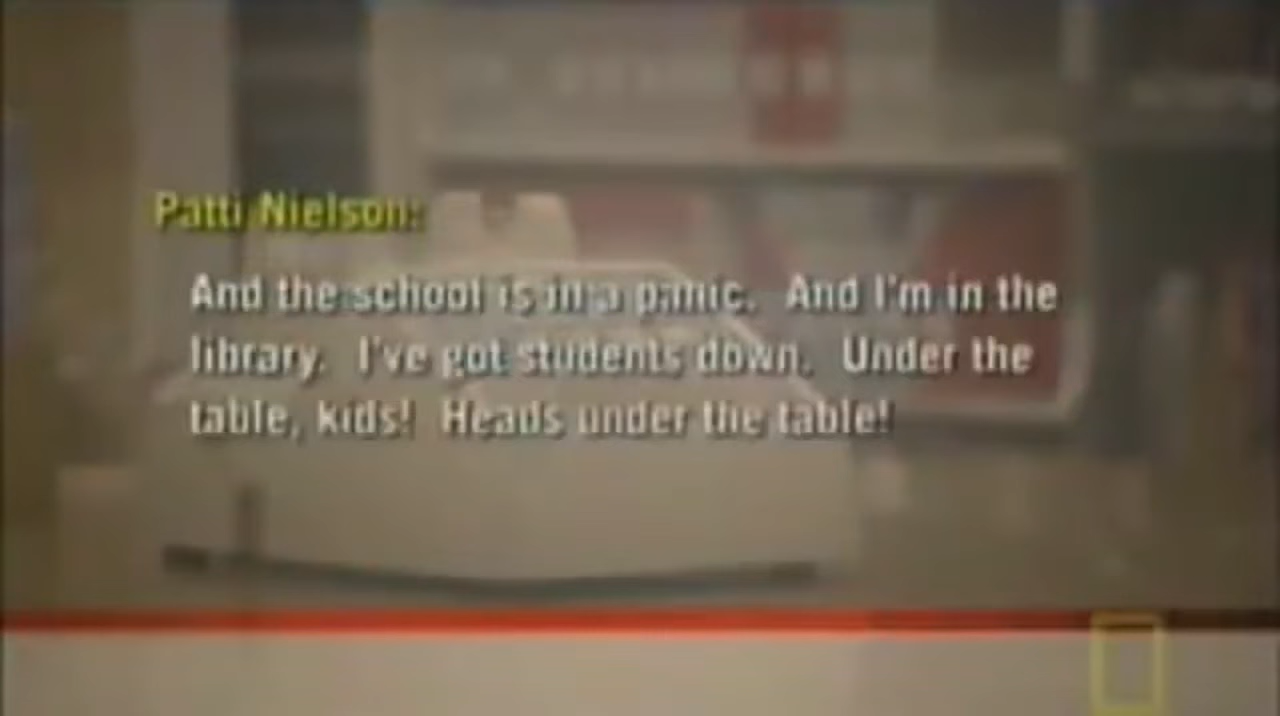 Patti Nielson:
And the school is in a panic. And I'm in the
library. I've got students down. Under the
table, kids! Heads under the table!